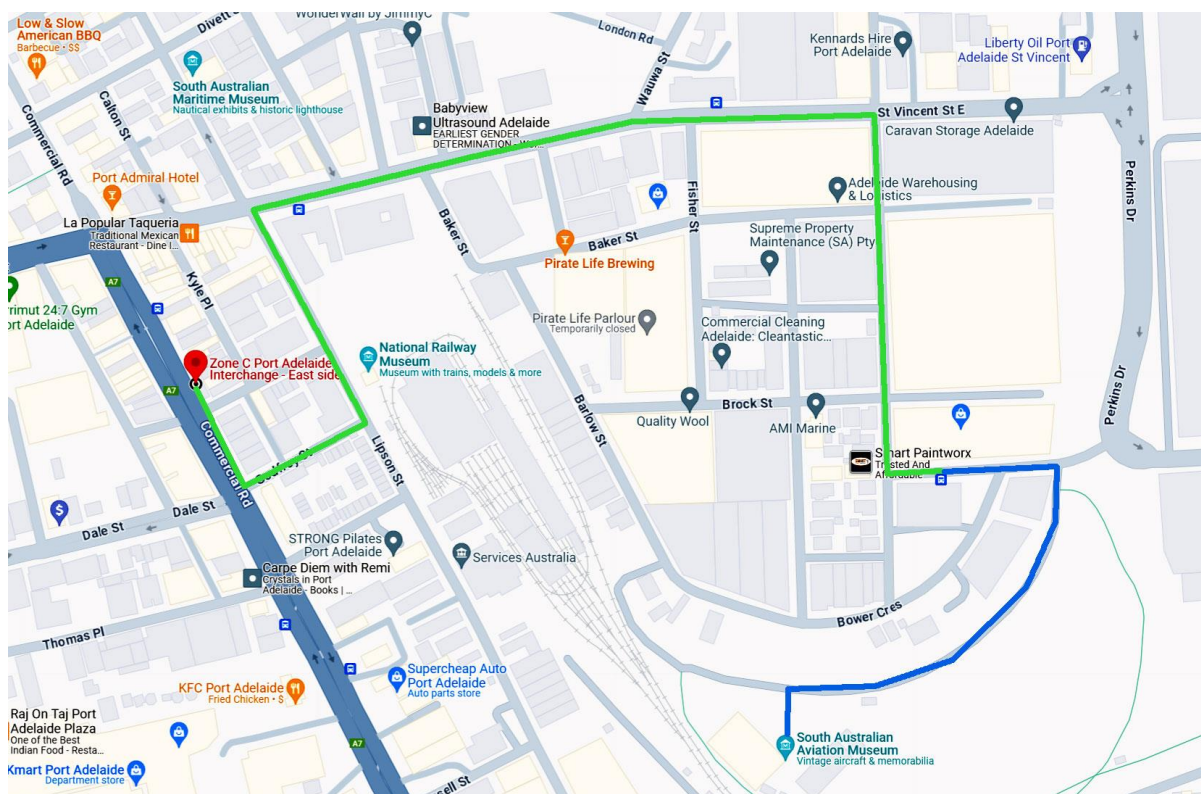 Low & Slow
American BBQ
Barbecue • $$
Divett S
Wonderwall by JimmyC
London Rd
Kennards Hire
Port Adelaide
Liberty Oil Port
Adelaide St Vincent
Commercial Rd
Calton St
South Australian
Maritime Museum
Nautical exhibits & historic lighthouse
Wauwa St
Babyview
Ultrasound Adelaide
EARLIEST GENDER
St Vincent St E
Caravan Storage Adelaide
Port Admiral Hotel
La Popular Taqueria
Traditional Mexican
Restaurant - Dine I...
Perkins Dr
Adelaide Warehousing
& Logistics
Fisher St
Baker St
Baker St
Supreme Property
Maintenance (SA) Pty
Pirate Life Brewing
A7
Kyle Pl
rimut 24:7 Gym
ort Adelaide
Pirate Life Parlour
Temporarily closed
Commercial Cleaning
Adelaide: Cleantastic...
National Railway
Museum
Museum with trains, models & more
Zone C Port Adelaide
Interchange - East side
A7
Perkins Dr
Brock St
Quality Wool
AMI Marine
Barlow St
Commercial Rd
Lipson St
Smart Paintworx
Trusted And
Dale St
Dale St
STRONG Pilates
Port Adelaide
Services Australia
Carpe Diem with Remi
Crystals in Port
Adelaide - Books | ...
Bower Cres
Thomas Pl
Supercheap Auto
Port Adelaide
Auto parts store
KFC Port Adelaide
Fried Chicken • $
Raj On Taj Port
Adelaide Plaza
One of the Best
Indian Food - Resta...
A7
South Australian
Aviation Museum
Vintage aircraft & memorabilia
Kmart Port Adelaide
Department store
sell St